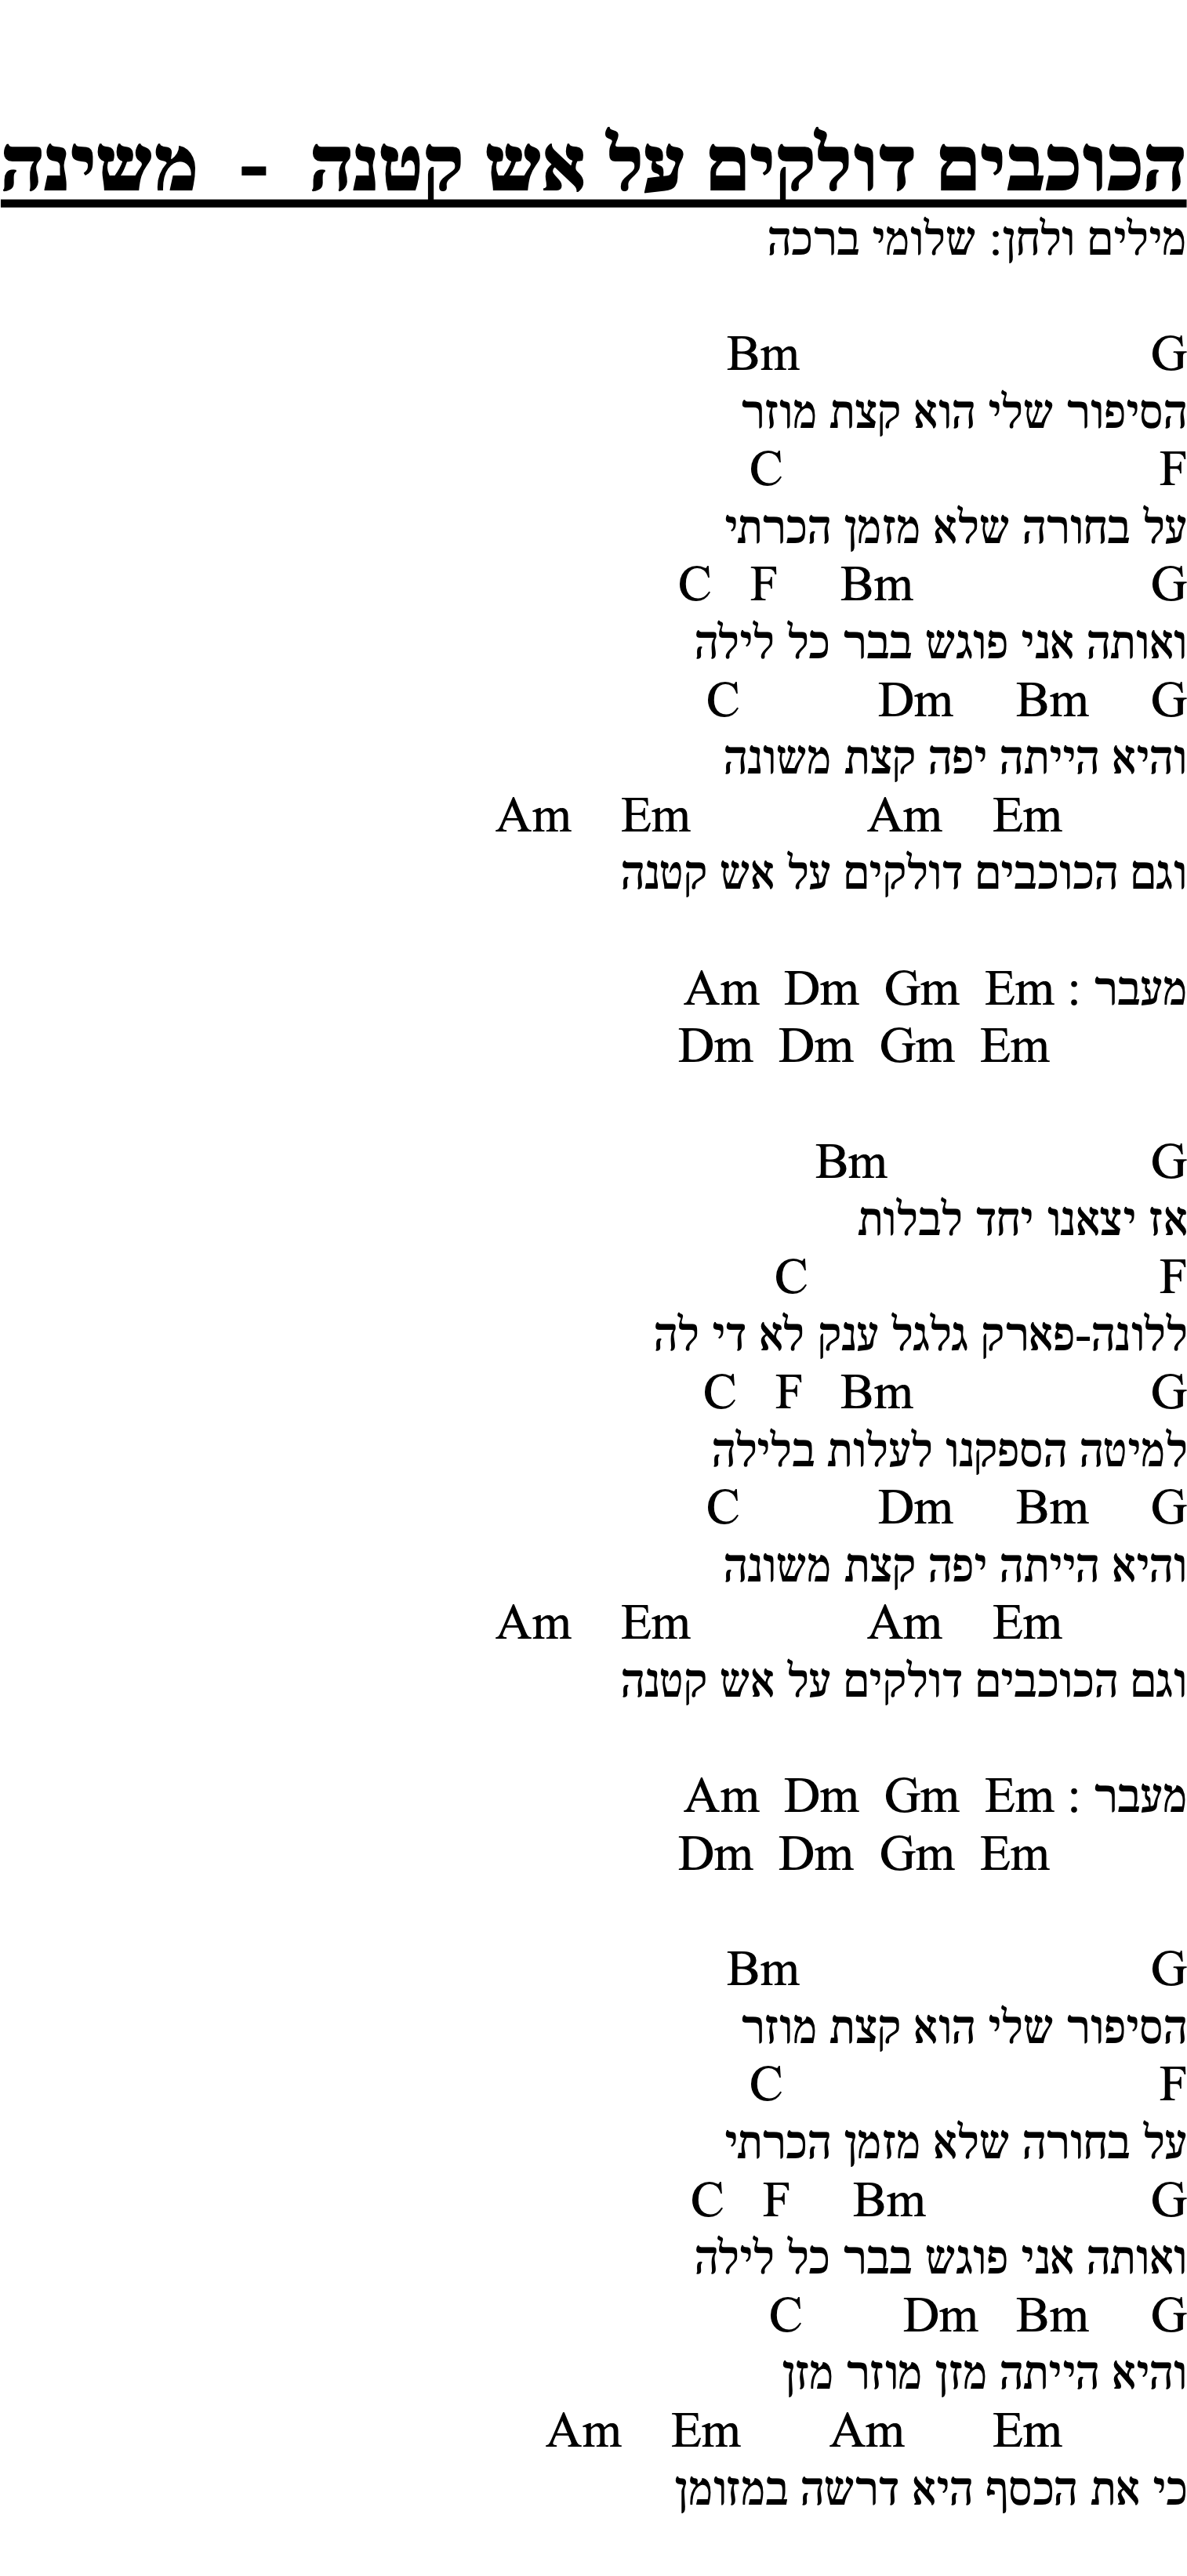 הכוכבים דולקים על אש קטנה - משינה
מילים ולחן: שלומי ברכה
G Bm
הסיפור שלי הוא קצת מוזר
F C
על בחורה שלא מזמן הכרתי
G Bm F C
ואותה אני פוגש בבר כל לילה
G Bm Dm C
והיא הייתה יפה קצת משונה
Em Am Em Am
וגם הכוכבים דולקים על אש קטנה
מעבר : Em Gm Dm Am
Em Gm Dm Dm
G Bm
אז יצאנו יחד לבלות
F C
ללונה-פארק גלגל ענק לא די לה
G Bm F C
למיטה הספקנו לעלות בלילה
G Bm Dm C
והיא הייתה יפה קצת משונה
Em Am Em Am
וגם הכוכבים דולקים על אש קטנה
מעבר : Em Gm Dm Am
Em Gm Dm Dm
G Bm
הסיפור שלי הוא קצת מוזר
F C
על בחורה שלא מזמן הכרתי
G Bm F C
ואותה אני פוגש בבר כל לילה
G Bm Dm C
והיא הייתה מזן מוזר מזן
Em Am Em Am
כי את הכסף היא דרשה במזומן